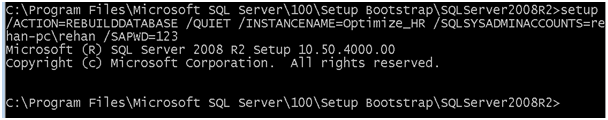 C:\Program Files\Microsoft SQL Server\100\Setup Bootstrap\SQLServer2008R2>setup
/ACTION=REBUILDDATABASE /QUIET /INSTANCENAME=Optimize_HR /SQLSYSADMINACCOUNTS=re
han-pc\rehan /SAPWD=123
Microsoft (R) SQL Server 2008 R2 Setup 10.50.4000.00
Copyright (c) Microsoft Corporation.  All rights reserved.
C:\Program Files\Microsoft SQL Server\100\Setup Bootstrap\SQLServer2008R2>